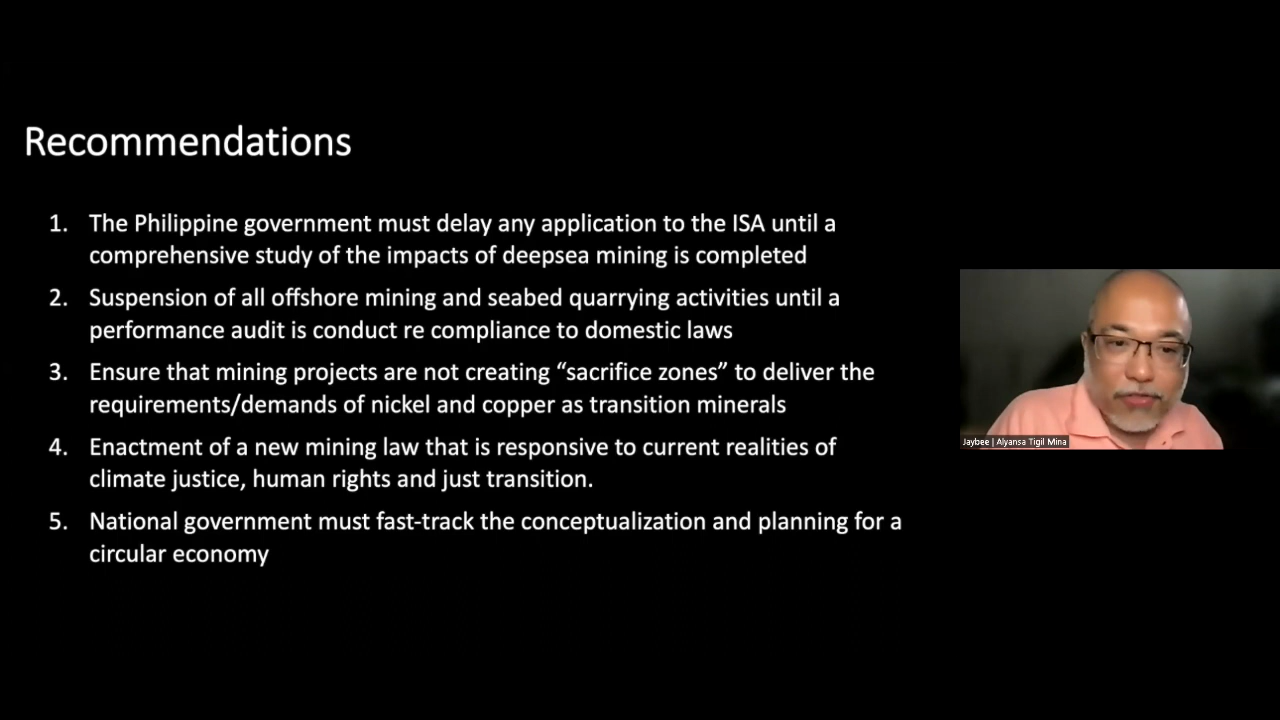 Recommendations
1. The Philippine government must delay any application to the ISA until a
comprehensive study of the impacts of deepsea mining is completed
2. Suspension of all offshore mining and seabed quarrying activities until a
performance audit is conduct re compliance to domestic laws
3. Ensure that mining projects are not creating “sacrifice zones” to deliver the
requirements/demands of nickel and copper as transition minerals
4. Enactment of a new mining law that is responsive to current realities of
climate justice, human rights and just transition.
5. National government must fast-track the conceptualization and planning for a
circular economy
Jaybee | Alyansa Tigil Mina